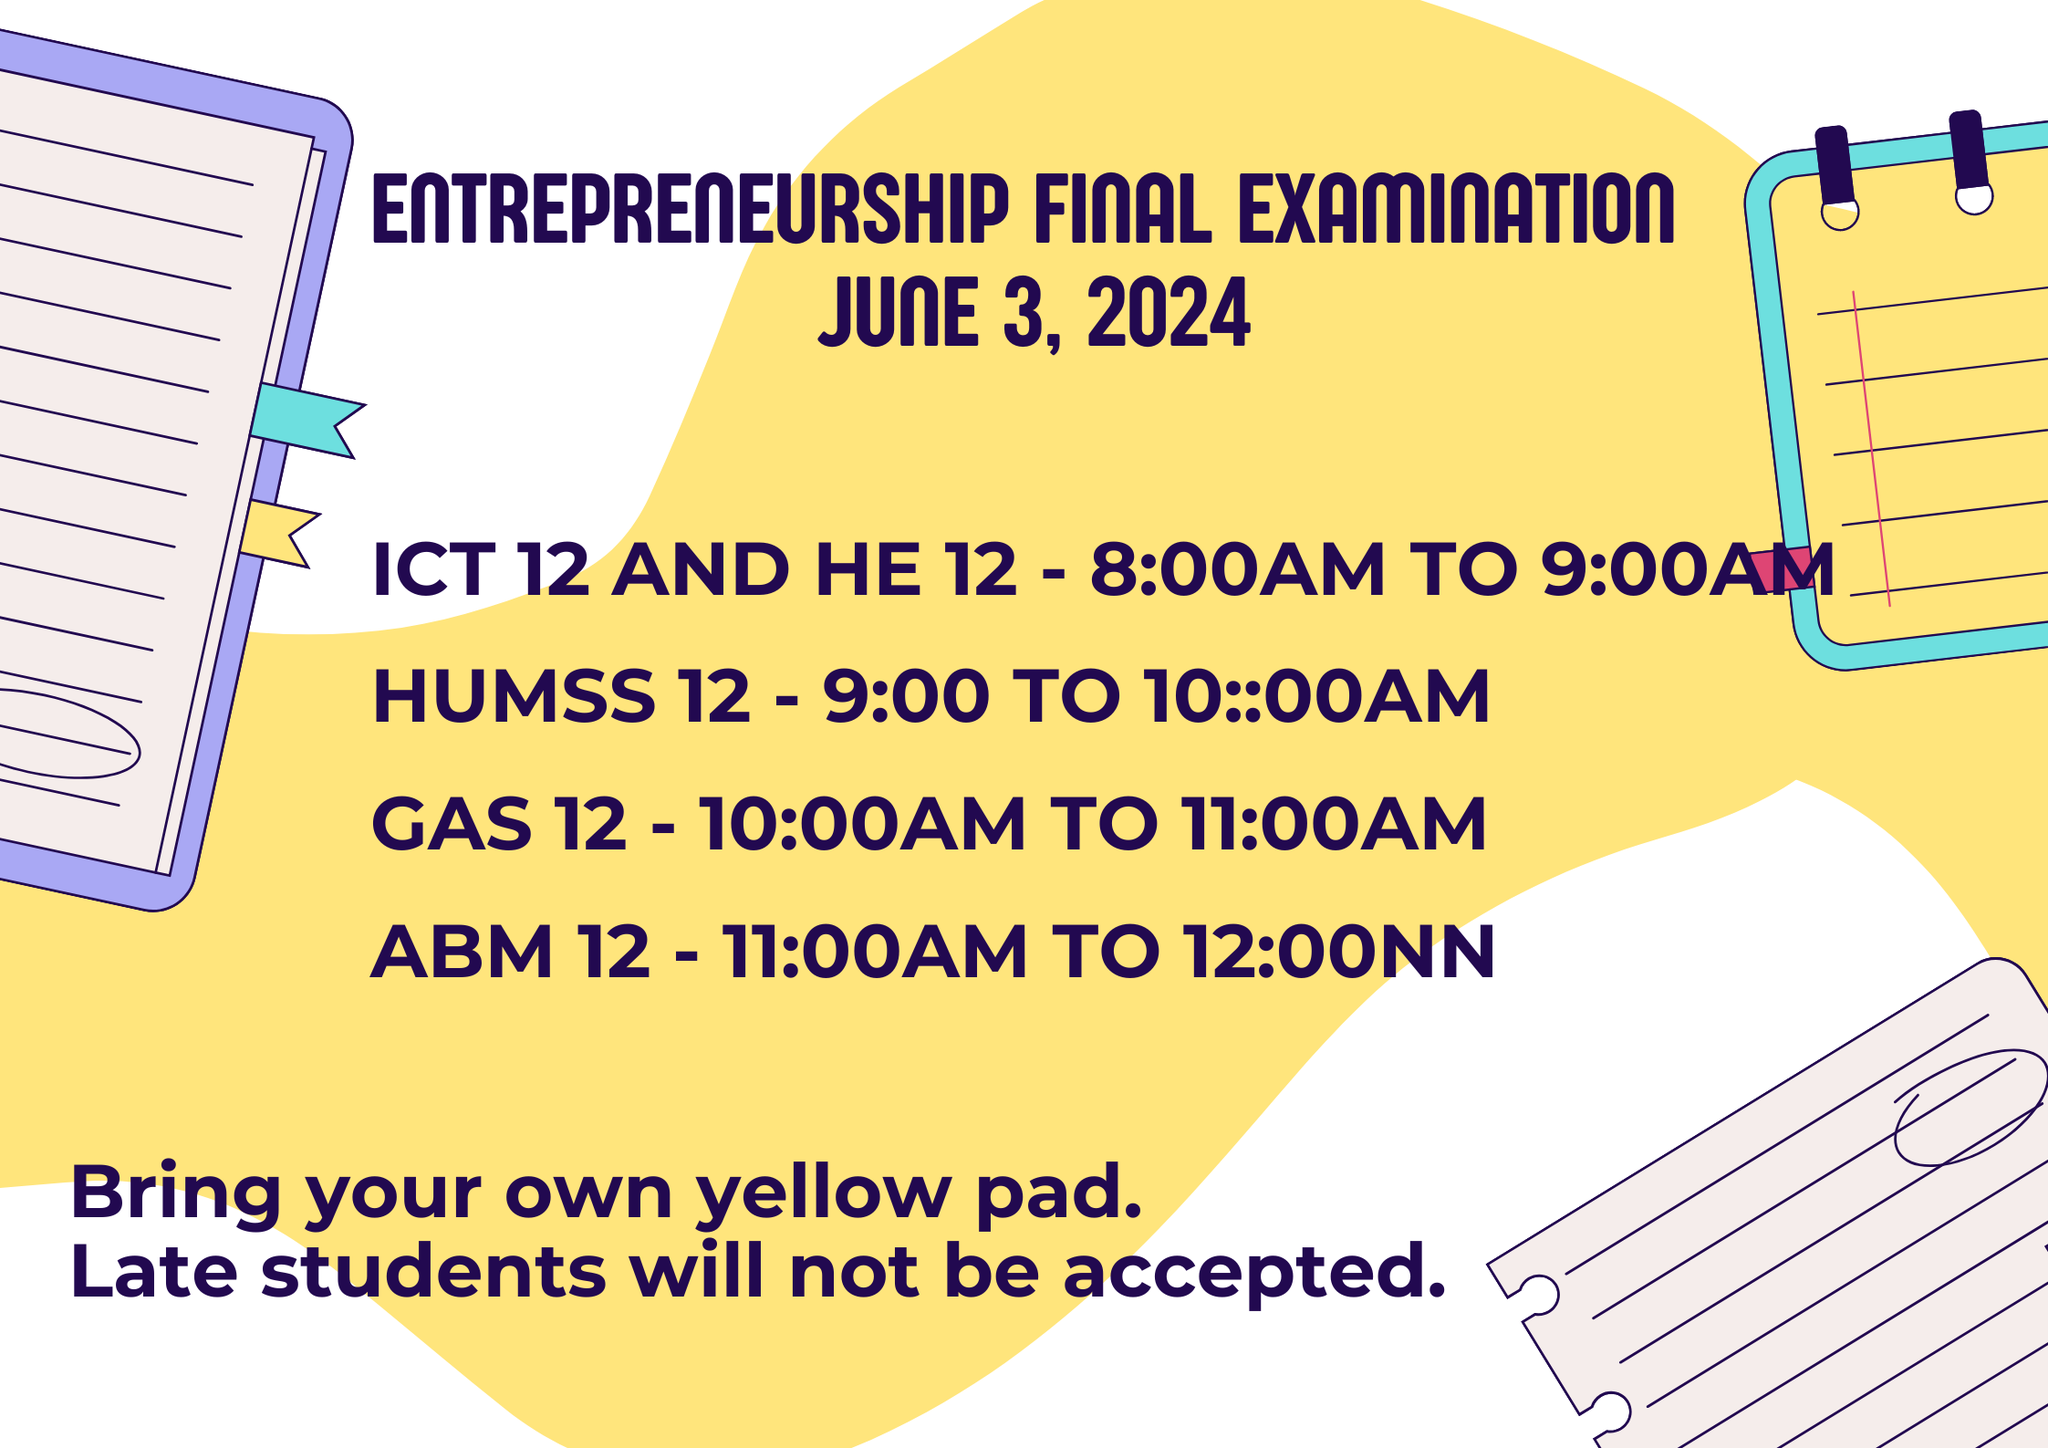 ENTREPRENEURSHIP FINAL EXAMINATION
JUNE 3, 2024
ICT 12 AND HE 12 - 8:00AM TO 9:00AM
HUMSS 12 - 9:00 TO 10::00AM
GAS 12 - 10:00AM TO 11:00AM
ABM 12 - 11:00AM TO 12:00NN
Bring your own yellow pad.
Late students will not be accepted.